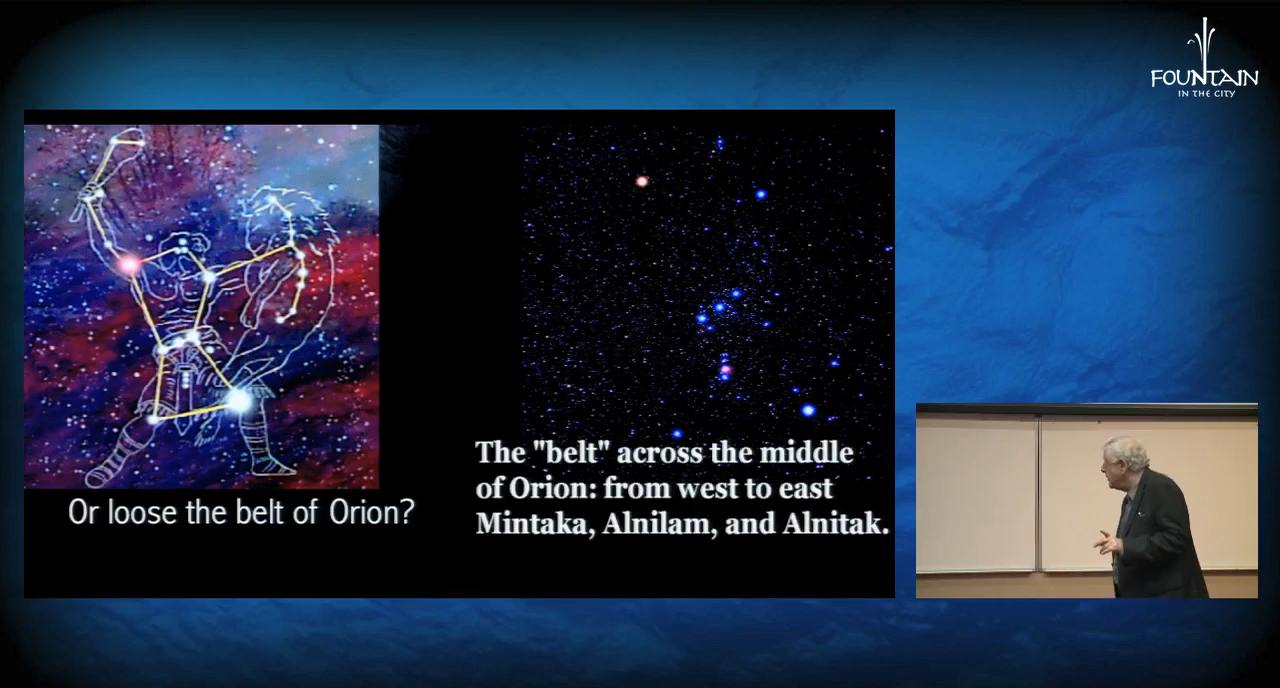 FOUNTAIN
IN THE CITY
Or loose the belt of Orion?
The "belt" across the middle
of Orion: from west to east
Mintaka, Alnilam, and Alnitak.